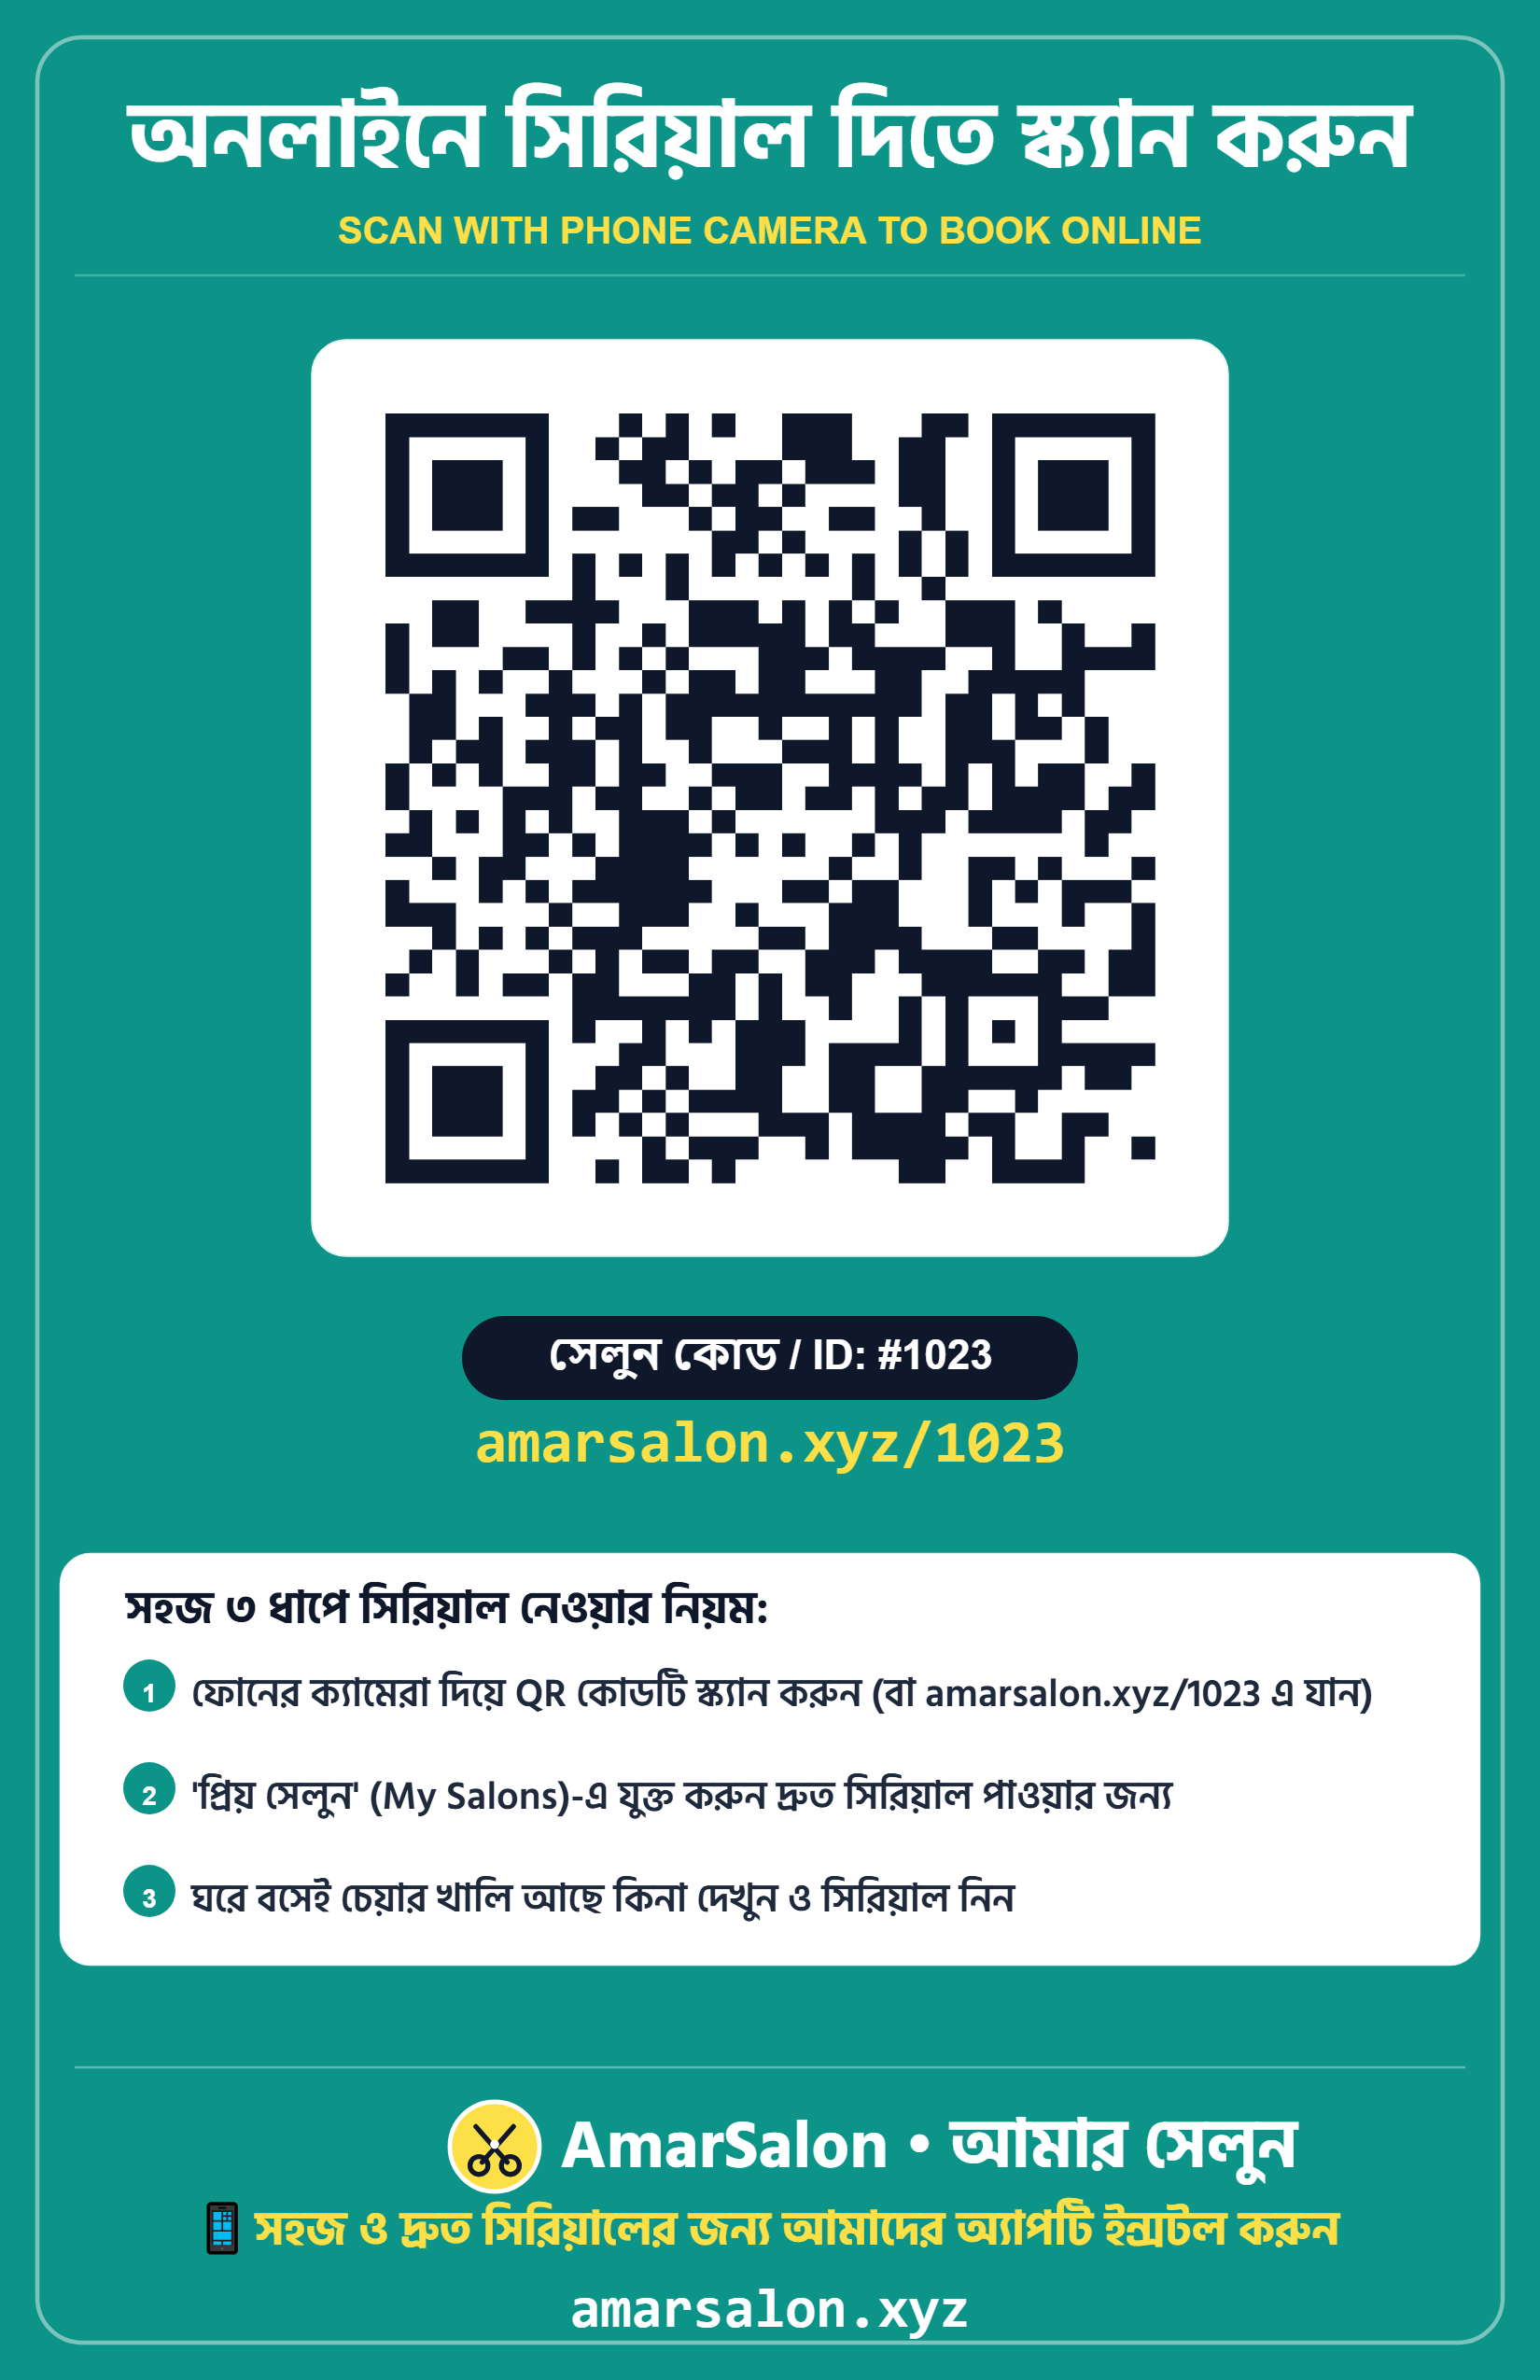 অনলাইনে সিরিয়াল দিতে স্ক্যান করুন
SCAN WITH PHONE CAMERA TO BOOK ONLINE
সেলুন কোড / ID: #1023
amarsalon.xyz/1023
সহজ ৩ ধাপে সিরিয়াল নেওয়ার নিয়ম:
1 ফোনের ক্যামেরা দিয়ে QR কোডটি স্ক্যান করুন (বা amarsalon.xyz/1023 এ যান)
2 'প্রিয় সেলুন' (My Salons)-এ যুক্ত করুন দ্রুত সিরিয়াল পাওয়ার জন্য
3 ঘরে বসেই চেয়ার খালি আছে কিনা দেখুন ও সিরিয়াল নিন
AmarSalon • আমার সেলুন
সহজ ও দ্রুত সিরিয়ালের জন্য আমাদের অ্যাপটি ইন্সটল করুন
amarsalon.xyz